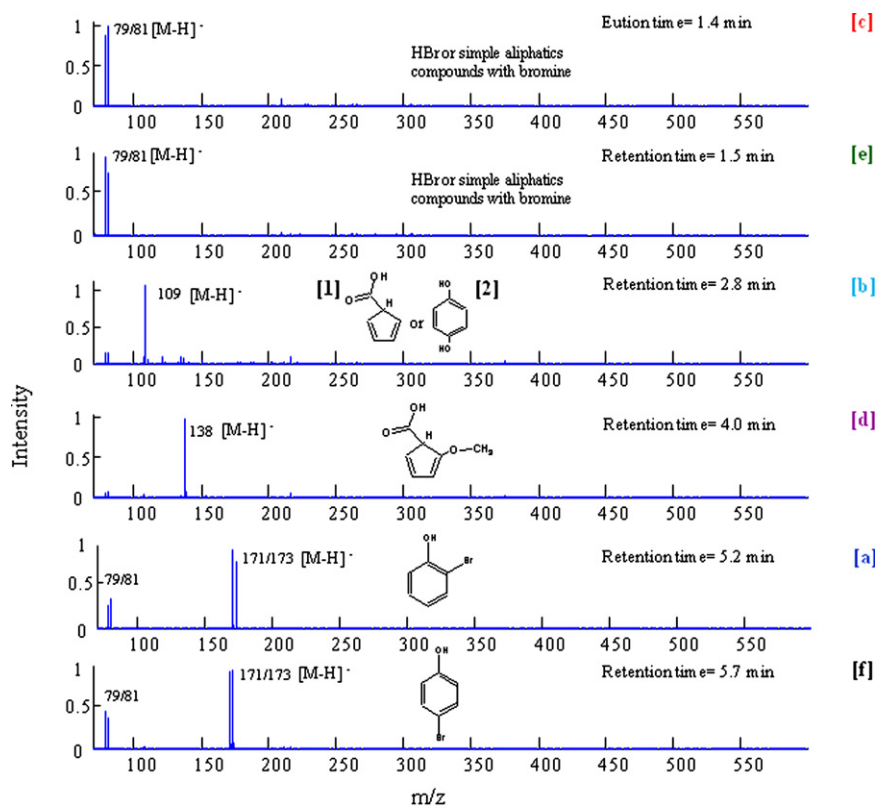 1
79/81 [M-H] -
Eution time= 1.4 min
[c]
HBr or simple aliphatics
compounds with bromine
0.5
0
100 150 200 250 300 350 400 450 500 550
1
79/81 [M-H] -
Retention time= 1.5 min
[e]
HBr or simple aliphatics
compounds with bromine
0.5
0
100 150 200 250 300 350 400 450 500 550
1
109 [M-H] -
[1] OH O H or HO HO [2]
Retention time= 2.8 min
[b]
0.5
0
100 150 200 250 300 350 400 450 500 550
Intensity
1
138 [M-H] -
OH O H O CH3
Retention time= 4.0 min
[d]
0.5
0
100 150 200 250 300 350 400 450 500 550
1
79/81
171/173 [M-H] -
OH Br
Retention time= 5.2 min
[a]
0.5
0
100 150 200 250 300 350 400 450 500 550
1
79/81
171/173 [M-H] -
OH Br
Retention time= 5.7 min
[f]
0.5
0
100 150 200 250 300 350 400 450 500 550
m/z